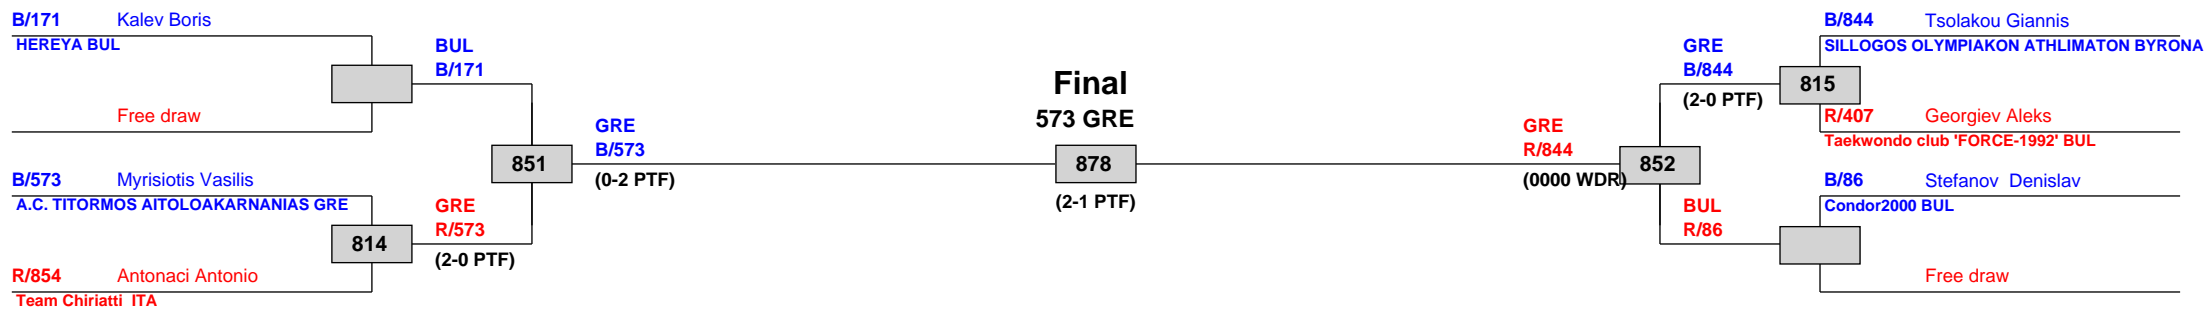 B/171 Kalev Boris
HEREYA BUL
BUL
B/171
Free draw
GRE
B/573
(0-2 PTF)
851
B/573 Myrisiotis Vasilis
A.C. TITORMOS AITOLOAKARNANIAS GRE
GRE
R/573
(2-0 PTF)
814
R/854 Antonaci Antonio
Team Chiriatti ITA
Final
573 GRE
878
(2-1 PTF)
B/844 Tsolakou Giannis
SILLOGOS OLYMPIAKON ATHLIMATON BYRONA
GRE
B/844
(2-0 PTF)
815
R/407 Georgiev Aleks
Taekwondo club 'FORCE-1992' BUL
GRE
R/844
(0000 WDR)
852
B/86 Stefanov Denislav
Condor2000 BUL
BUL
R/86
Free draw